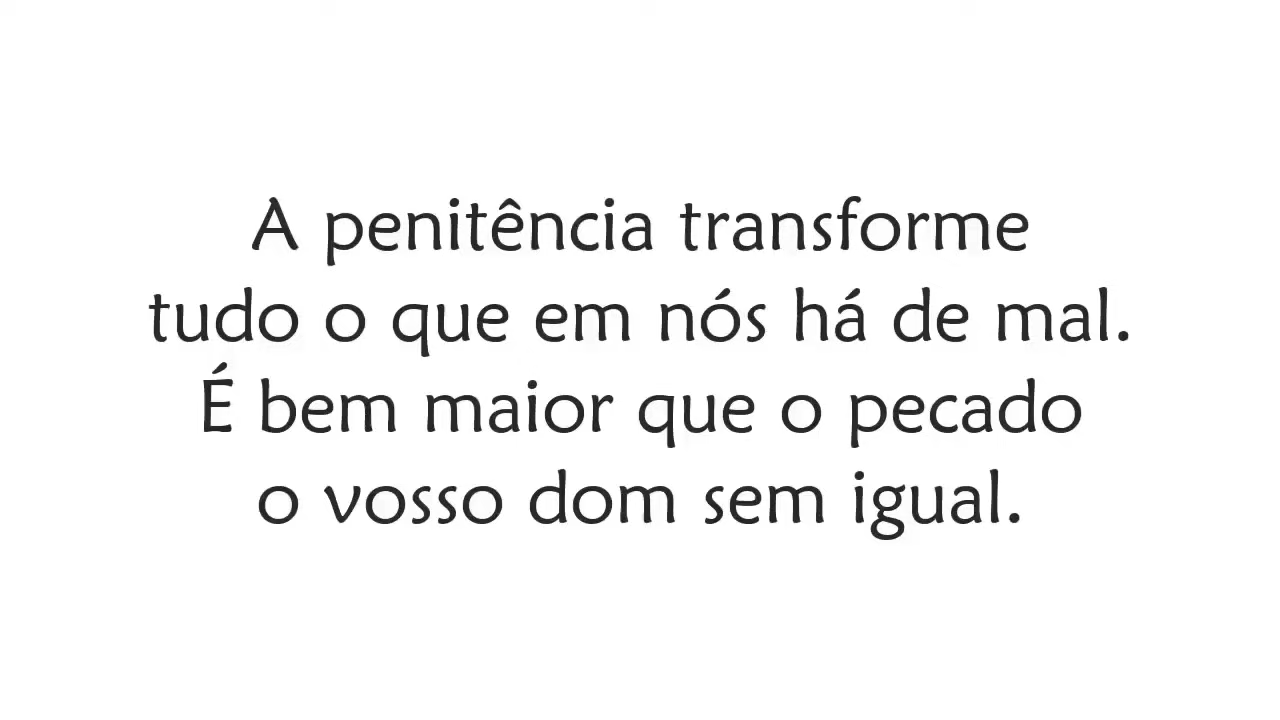 A penitência transforme
tudo o que em nós há de mal.
É bem maior que o pecado
o vosso dom sem igual.